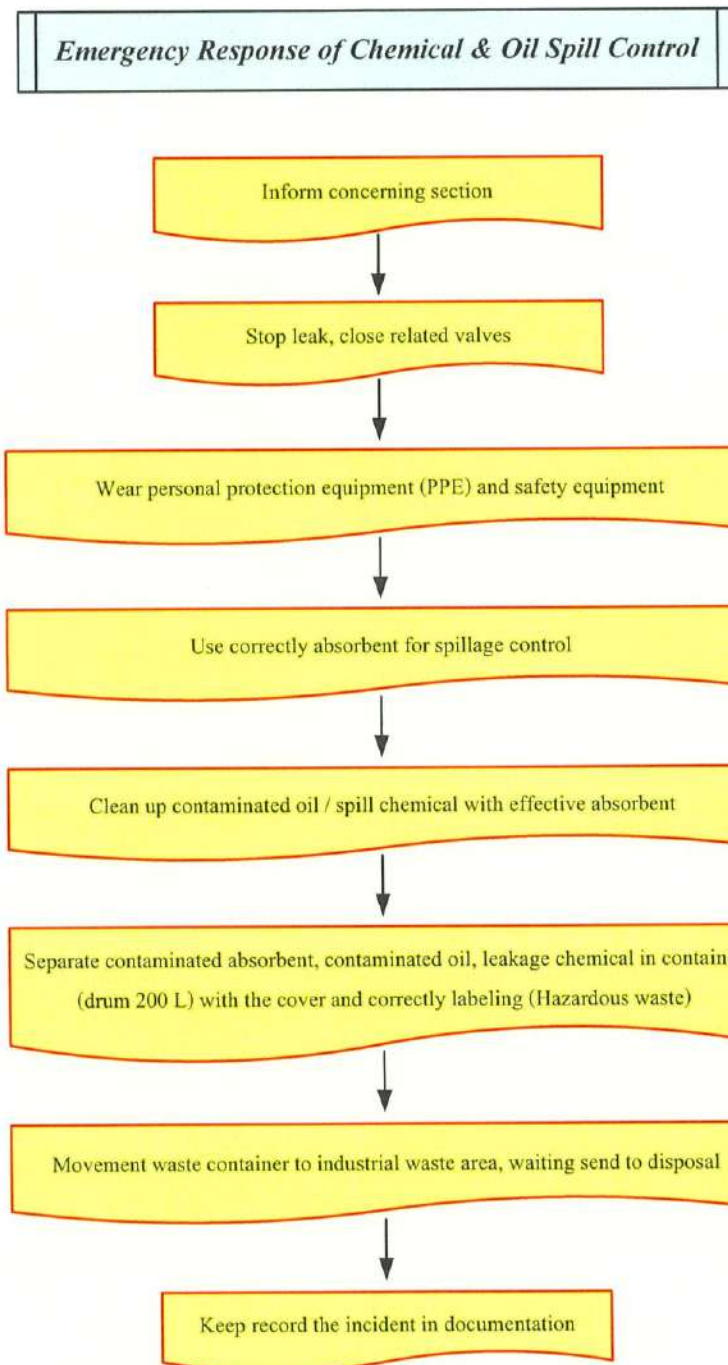 Emergency Response of Chemical & Oil Spill Control
Inform concerning section
Stop leak, close related valves
Wear personal protection equipment (PPE) and safety equipment
Use correctly absorbent for spillage control
Clean up contaminated oil / spill chemical with effective absorbent
Separate contaminated absorbent, contaminated oil, leakage chemical in contain
(drum 200 L) with the cover and correctly labeling (Hazardous waste)
Movement waste container to industrial waste area, waiting send to disposal
Keep record the incident in documentation